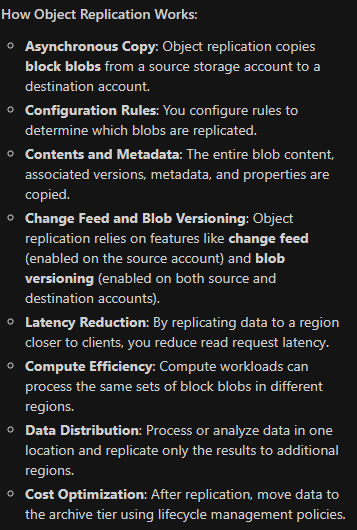 How Object Replication Works:
Asynchronous Copy: Object replication copies
block blobs from a source storage account to a
destination account.
Configuration Rules: You configure rules to
determine which blobs are replicated.
Contents and Metadata: The entire blob content,
associated versions, metadata, and properties are
copied.
Change Feed and Blob Versioning: Object
replication relies on features like change feed
(enabled on the source account) and blob
versioning (enabled on both source and
destination accounts).
Latency Reduction: By replicating data to a region
closer to clients, you reduce read request latency.
Compute Efficiency: Compute workloads can
process the same sets of block blobs in different
regions.
Data Distribution: Process or analyze data in one
location and replicate only the results to additional
regions.
Cost Optimization: After replication, move data to
the archive tier using lifecycle management policies.